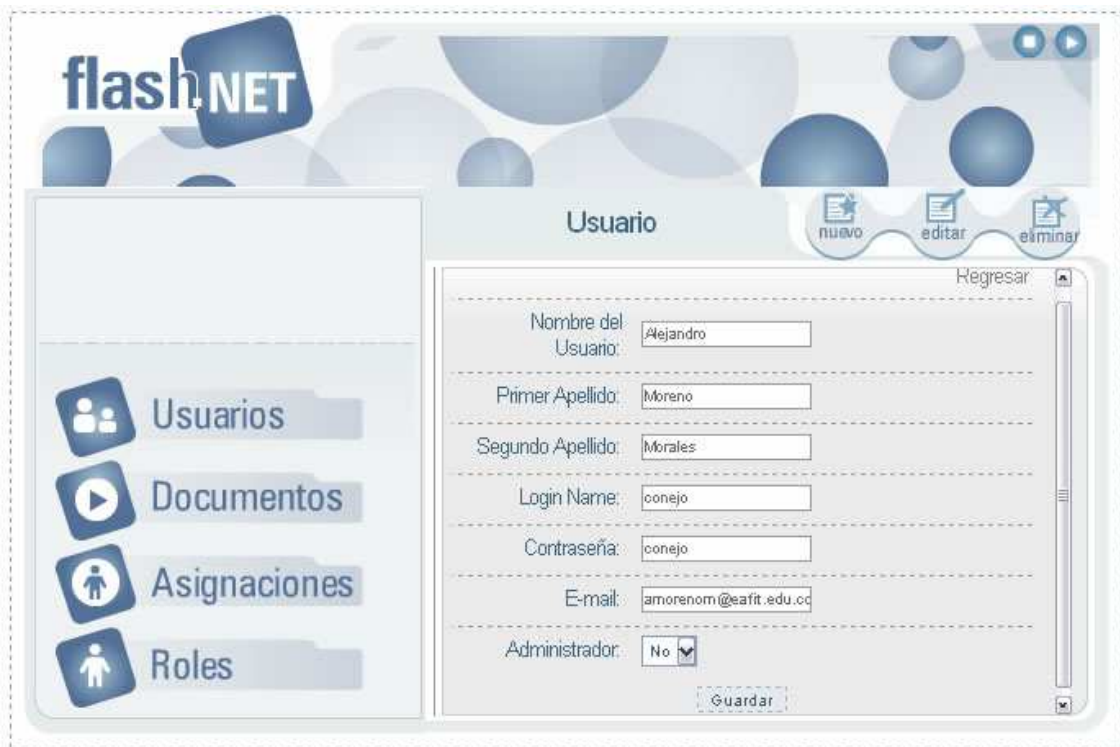 flash.NET
Usuario
nuevo
editar
eliminar
Usuarios
Documentos
Asignaciones
Roles
Regresar
Nombre del
Usuario: Alejandro
Primer Apellido: Moreno
Segundo Apellido: Morales
Login Name: conejo
Contraseña: conejo
E-mail: amorenom@eafit.edu.co
Administrador: No
Guardar